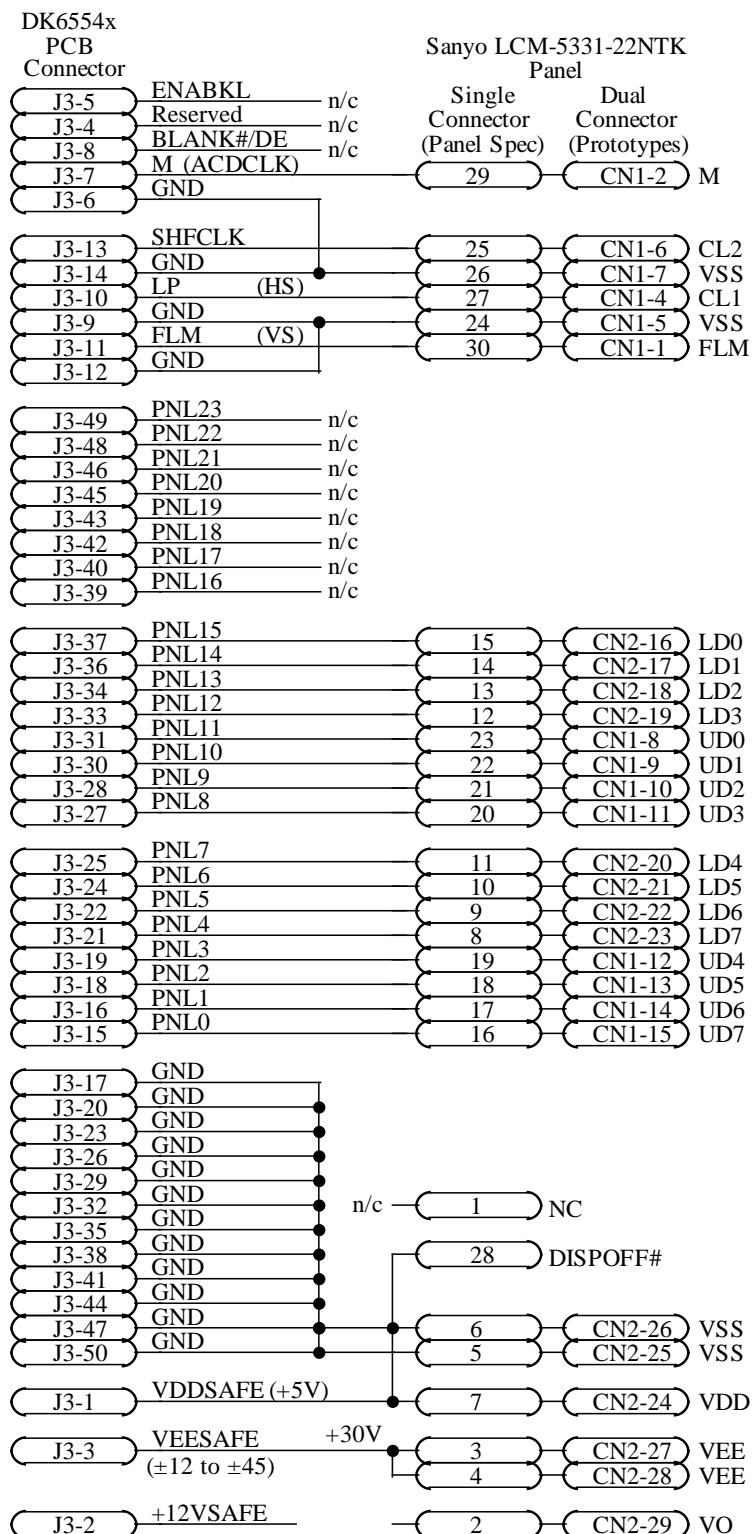 DK6554x
PCB
Connector
Sanyo LCM-5331-22NTK
Panel
Single
Connector
(Panel Spec)
Dual
Connector
(Prototypes)
J3-5 ENABKL n/c
J3-4 Reserved n/c
J3-8 BLANK#/DE n/c
J3-7 M (ACDCLK) 29 CN1-2 M
J3-6 GND
J3-13 SHFCLK 25 CN1-6 CL2
J3-14 GND 26 CN1-7 VSS
J3-10 LP (HS) 27 CN1-4 CL1
J3-9 GND 24 CN1-5 VSS
J3-11 FLM (VS) 30 CN1-1 FLM
J3-12 GND
J3-49 PNL23 n/c
J3-48 PNL22 n/c
J3-46 PNL21 n/c
J3-45 PNL20 n/c
J3-43 PNL19 n/c
J3-42 PNL18 n/c
J3-40 PNL17 n/c
J3-39 PNL16 n/c
J3-37 PNL15 15 CN2-16 LD0
J3-36 PNL14 14 CN2-17 LD1
J3-34 PNL13 13 CN2-18 LD2
J3-33 PNL12 12 CN2-19 LD3
J3-31 PNL11 23 CN1-8 UD0
J3-30 PNL10 22 CN1-9 UD1
J3-28 PNL9 21 CN1-10 UD2
J3-27 PNL8 20 CN1-11 UD3
J3-25 PNL7 11 CN2-20 LD4
J3-24 PNL6 10 CN2-21 LD5
J3-22 PNL5 9 CN2-22 LD6
J3-21 PNL4 8 CN2-23 LD7
J3-19 PNL3 19 CN1-12 UD4
J3-18 PNL2 18 CN1-13 UD5
J3-16 PNL1 17 CN1-14 UD6
J3-15 PNL0 16 CN1-15 UD7
J3-17 GND
J3-20 GND
J3-23 GND
J3-26 GND
J3-29 GND
J3-32 GND n/c 1 NC
J3-35 GND
J3-38 GND 28 DISPOFF#
J3-41 GND
J3-44 GND
J3-47 GND 6 CN2-26 VSS
J3-50 GND 5 CN2-25 VSS
J3-1 VDDSAFE (+5V) 7 CN2-24 VDD
J3-3 VEESAFE +30V 3 CN2-27 VEE
(±12 to ±45) 4 CN2-28 VEE
J3-2 +12VSAFE 2 CN2-29 VO